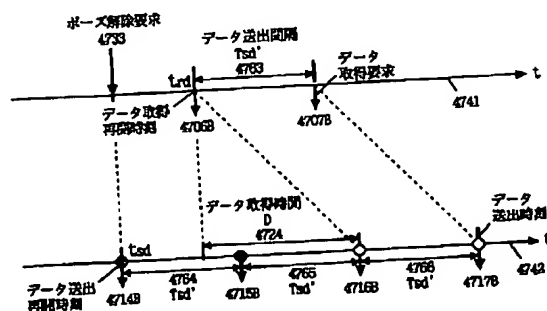 ポーズ解除要求
4733
データ送出間隔
Tsd'
4763
trd
データ
取得要求
t
データ取得
再開時刻
4706B
4707B
4741
データ取得時間
D
4724
データ
送出時刻
tsd
t
データ送出
再開時刻
4714B
4764
Tsd'
4715B
4765
Tsd'
4716B
4766
Tsd'
4717B
4742